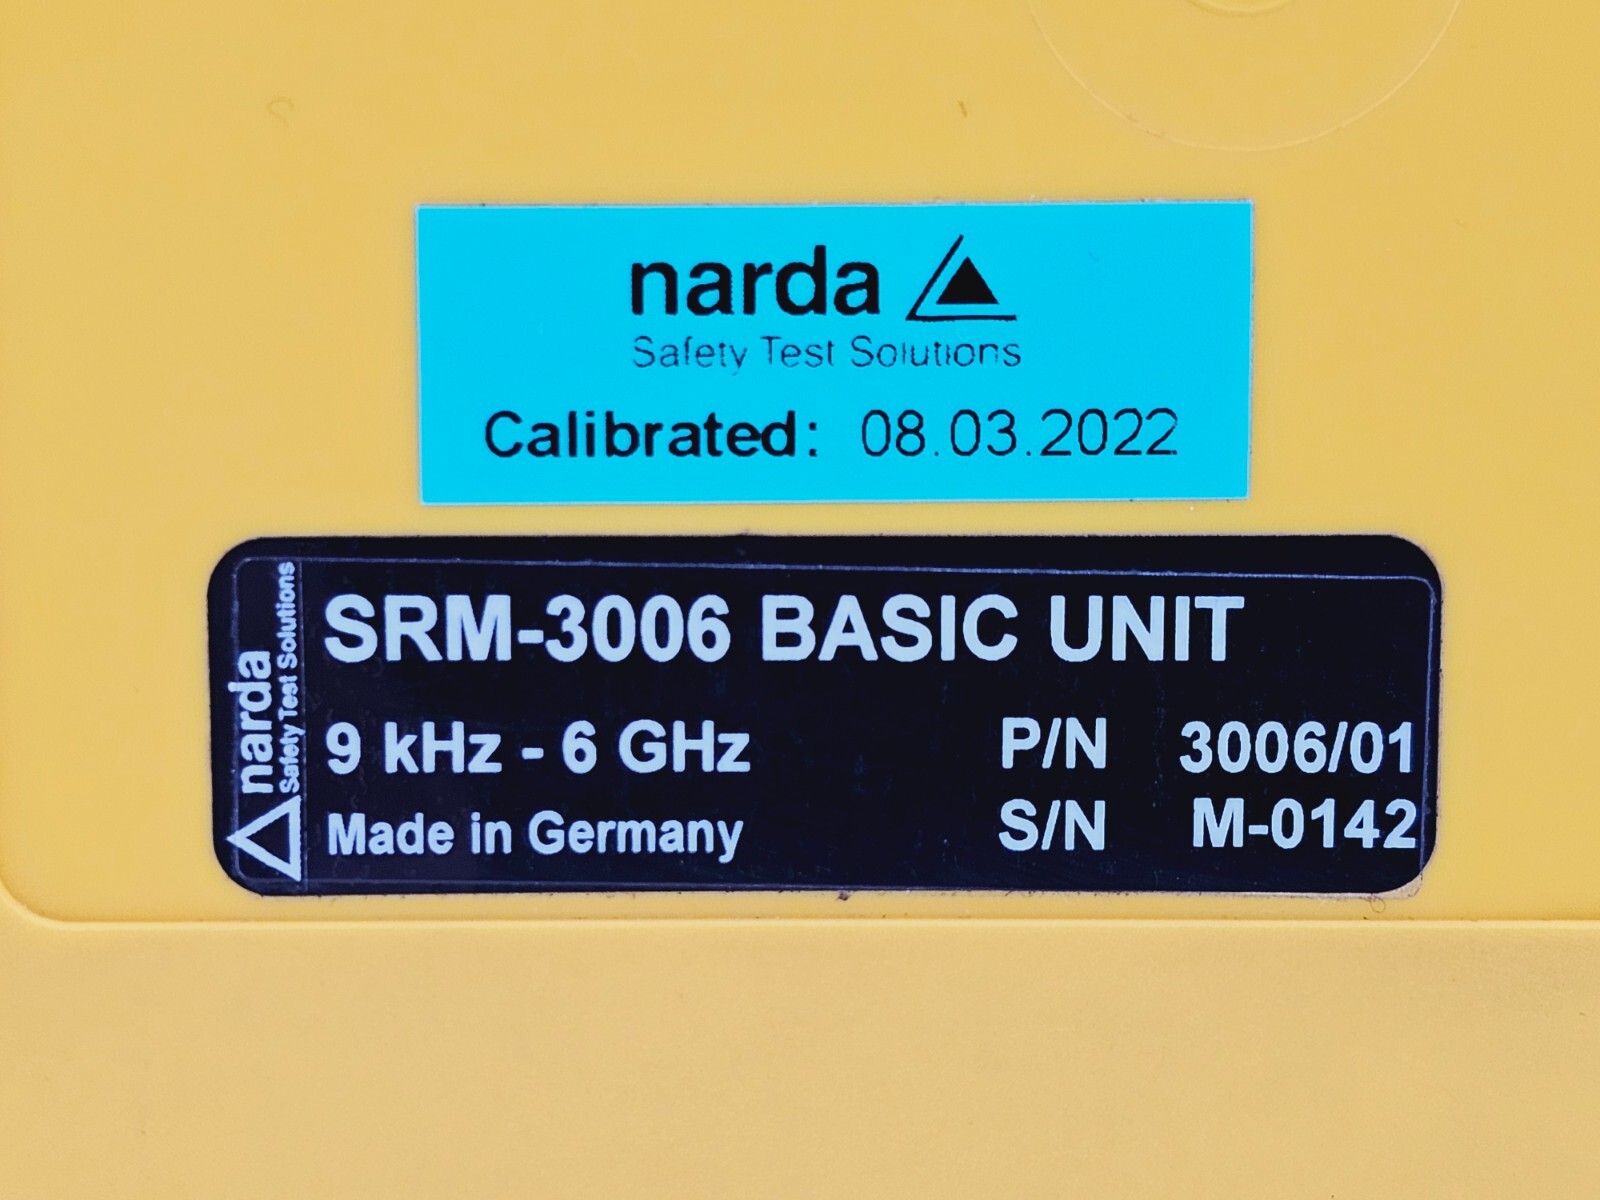 narda
Safety Test Solutions
Calibrated: 08.03.2022
narda
Safety Test Solutions
SRM-3006 BASIC UNIT
9 kHz - 6 GHz P/N 3006/01
Made in Germany S/N M-0142